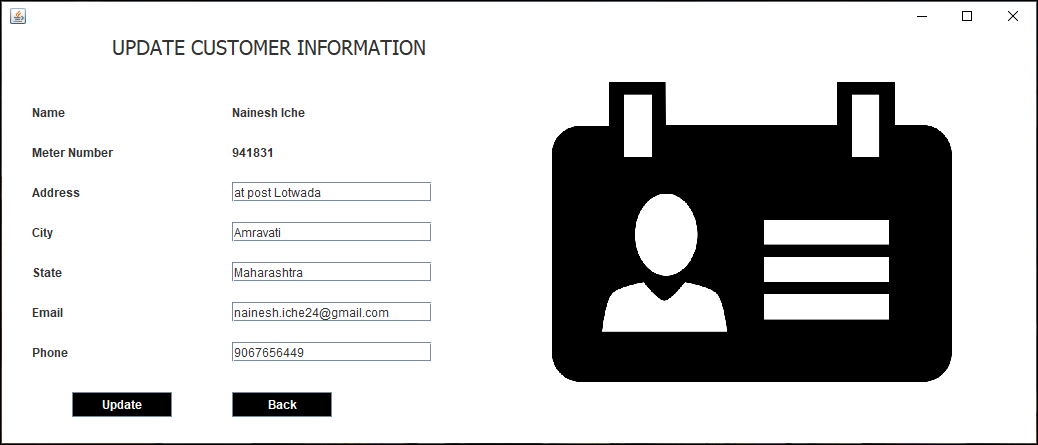 UPDATE CUSTOMER INFORMATION
Name Nainesh Iche
Meter Number 941831
Address at post Lotwada
City Amravati
State Maharashtra
Email nainesh.iche24@gmail.com
Phone 9067656449
Update Back